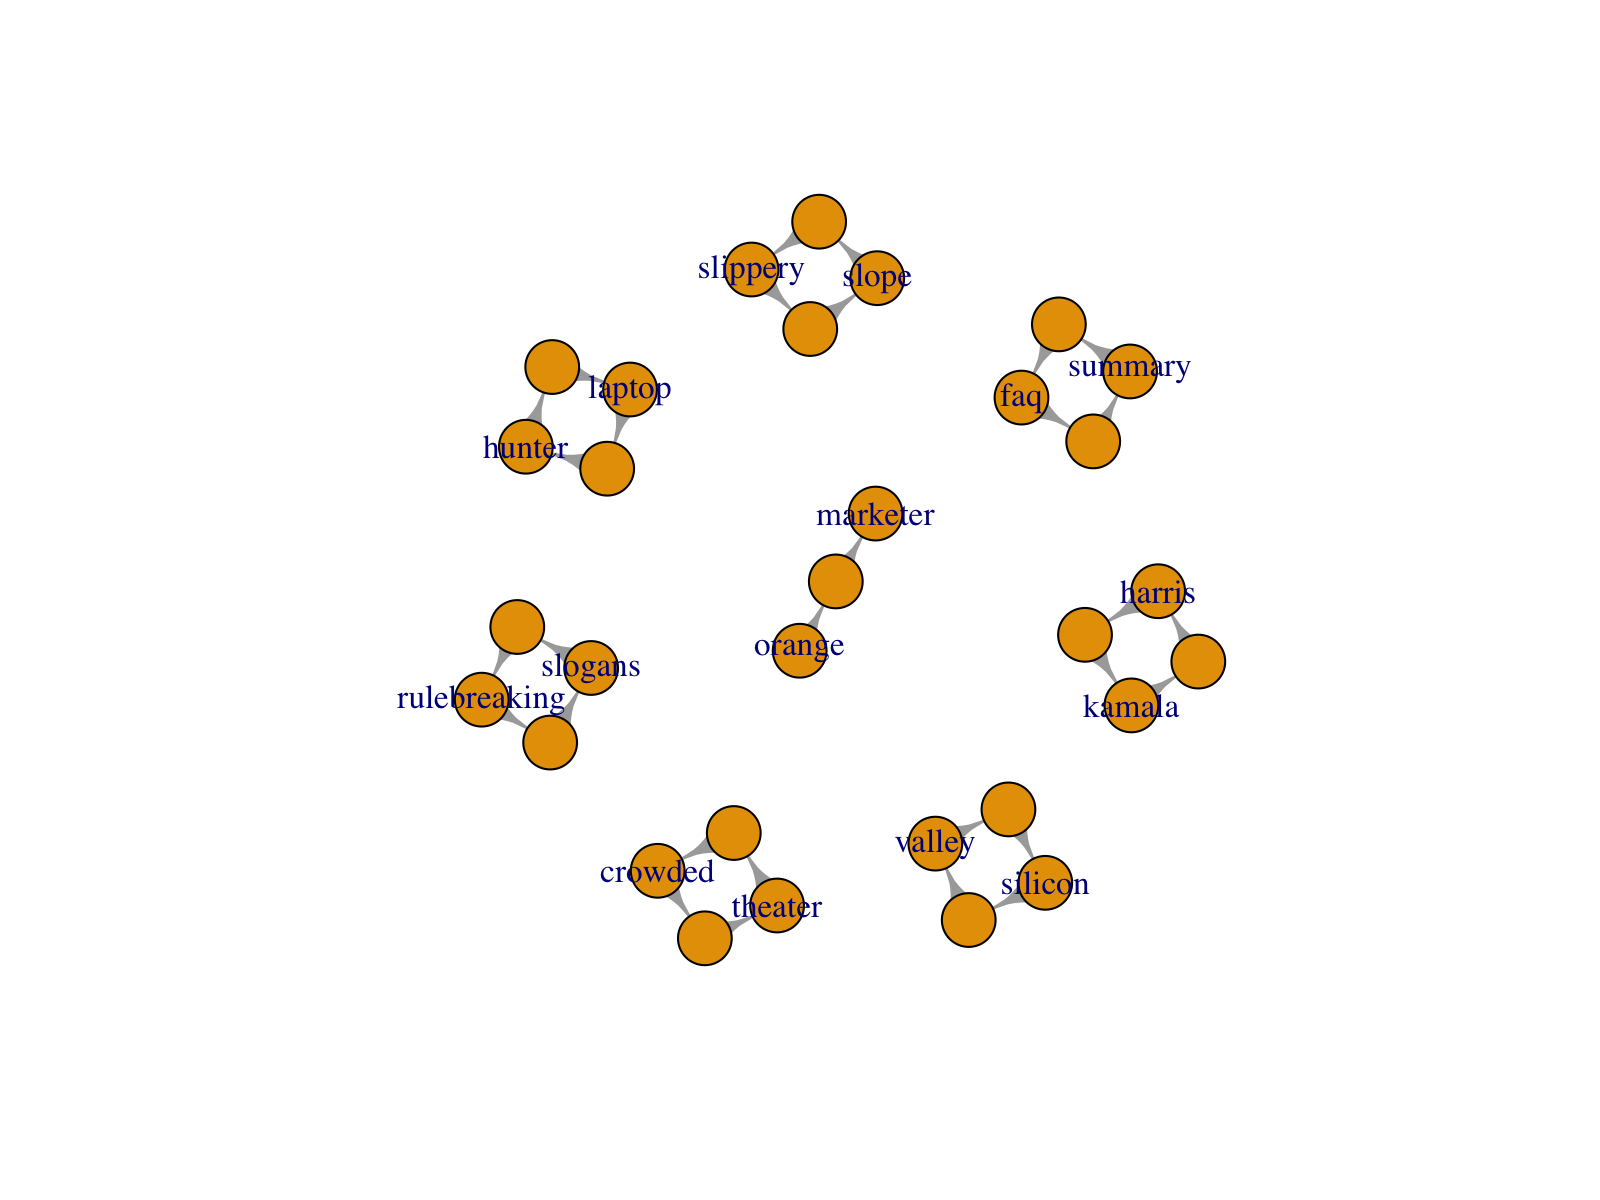 slippery
slope
summary
faq
laptop
hunter
marketer
orange
harris
kamala
slogans
rulebreaking
valley
silicon
crowded
theater